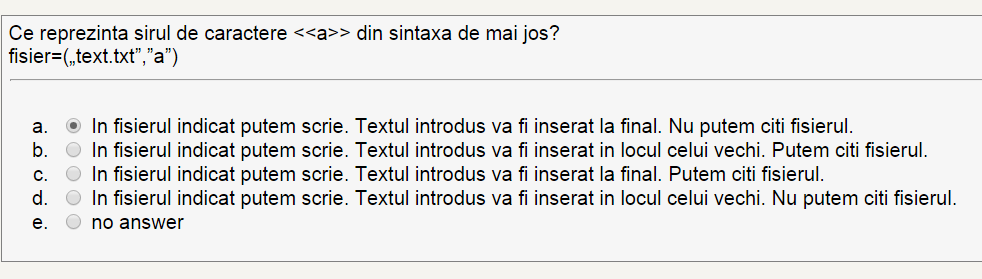 Ce reprezinta sirul de caractere <<a>> din sintaxa de mai jos?
fisier=(„text.txt”,”a”)
a. In fisierul indicat putem scrie. Textul introdus va fi inserat la final. Nu putem citi fisierul.
b. In fisierul indicat putem scrie. Textul introdus va fi inserat in locul celui vechi. Putem citi fisierul.
c. In fisierul indicat putem scrie. Textul introdus va fi inserat la final. Putem citi fisierul.
d. In fisierul indicat putem scrie. Textul introdus va fi inserat in locul celui vechi. Nu putem citi fisierul.
e. no answer